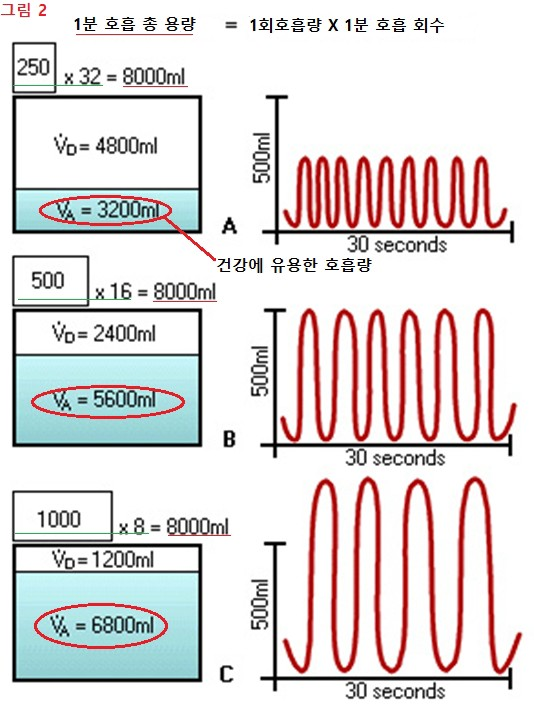 그림 2
1분 호흡 총 용량 = 1회호흡량 X 1분 호흡 회수
250 x 32 = 8000ml
V̇D = 4800ml
V̇A = 3200ml
A
500ml
30 seconds
건강에 유용한 호흡량
500 x 16 = 8000ml
V̇D = 2400ml
V̇A = 5600ml
B
500ml
30 seconds
1000 x 8 = 8000ml
V̇D = 1200ml
V̇A = 6800ml
C
500ml
30 seconds